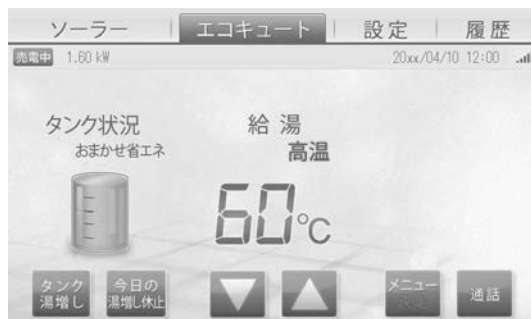 ソーラー
エコキュート
設定
履歴
売電中 1.60 kW
20xx/04/10 12:00
タンク状況
おまかせ省エネ
給湯
高温
60℃
タンク
湯増し
今日の
湯増し休止
メニュー
通話